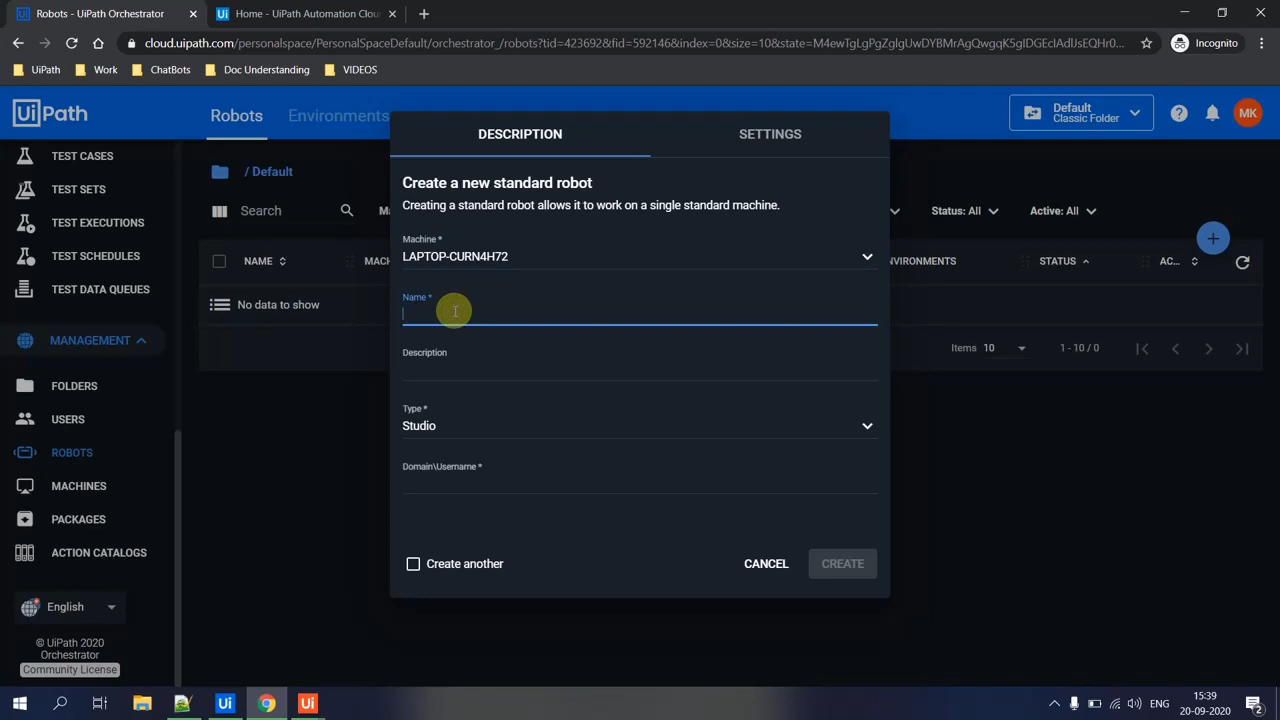 Robots - UiPath Orchestrator
Home - UiPath Automation Clou
cloud.uipath.com/personalspace/PersonalSpaceDefault/orchestrator_/robots?tid=423692&fid=592146&index=0&size=10&state=M4ewTgLgPgZglgUwDYBMrAgQwgqK5gIDGEcIAdlJsEQHr0...
Incognito
UiPath
Work
ChatBots
Doc Understanding
VIDEOS
UiPath
Robots
Environments
Default
Classic Folder
MK
TEST CASES
TEST SETS
TEST EXECUTIONS
TEST SCHEDULES
TEST DATA QUEUES
MANAGEMENT
FOLDERS
USERS
ROBOTS
MACHINES
PACKAGES
ACTION CATALOGS
English
© UiPath 2020
Orchestrator
Community License
/ Default
Search
Ma
Status: All
Active: All
NAME
MACH
NVIRONMENTS
STATUS
AC...
No data to show
Items 10
1 - 10 / 0
DESCRIPTION
SETTINGS
Create a new standard robot
Creating a standard robot allows it to work on a single standard machine.
Machine *
LAPTOP-CURN4H72
Name *
Description
Type *
Studio
Domain\Username *
Create another
CANCEL
CREATE
ENG
15:39
20-09-2020
2